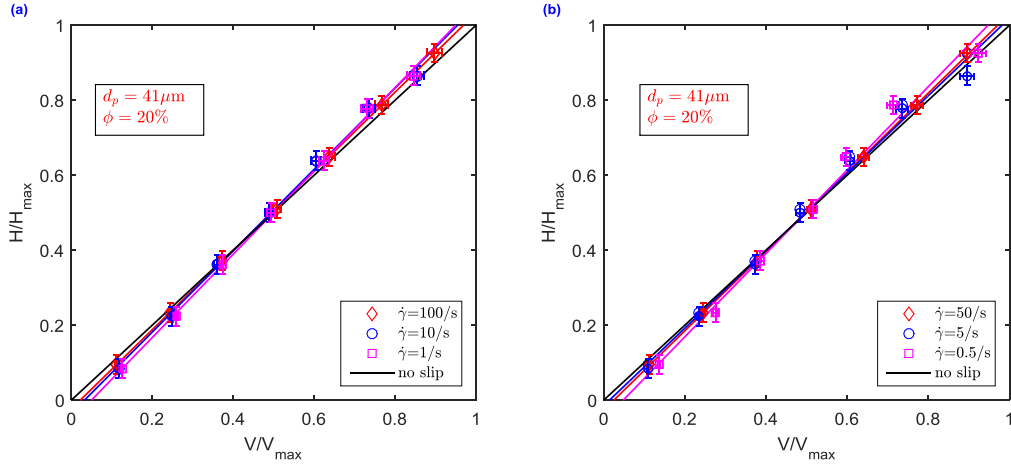 (a)
1
0.8
0.6
0.4
0.2
0
H/H_max
d_p = 41μm
ϕ = 20%
γ̇=100/s
γ̇=10/s
γ̇=1/s
no slip
0 0.2 0.4 0.6 0.8 1
V/V_max
(b)
1
0.8
0.6
0.4
0.2
0
H/H_max
d_p = 41μm
ϕ = 20%
γ̇=50/s
γ̇=5/s
γ̇=0.5/s
no slip
0 0.2 0.4 0.6 0.8 1
V/V_max